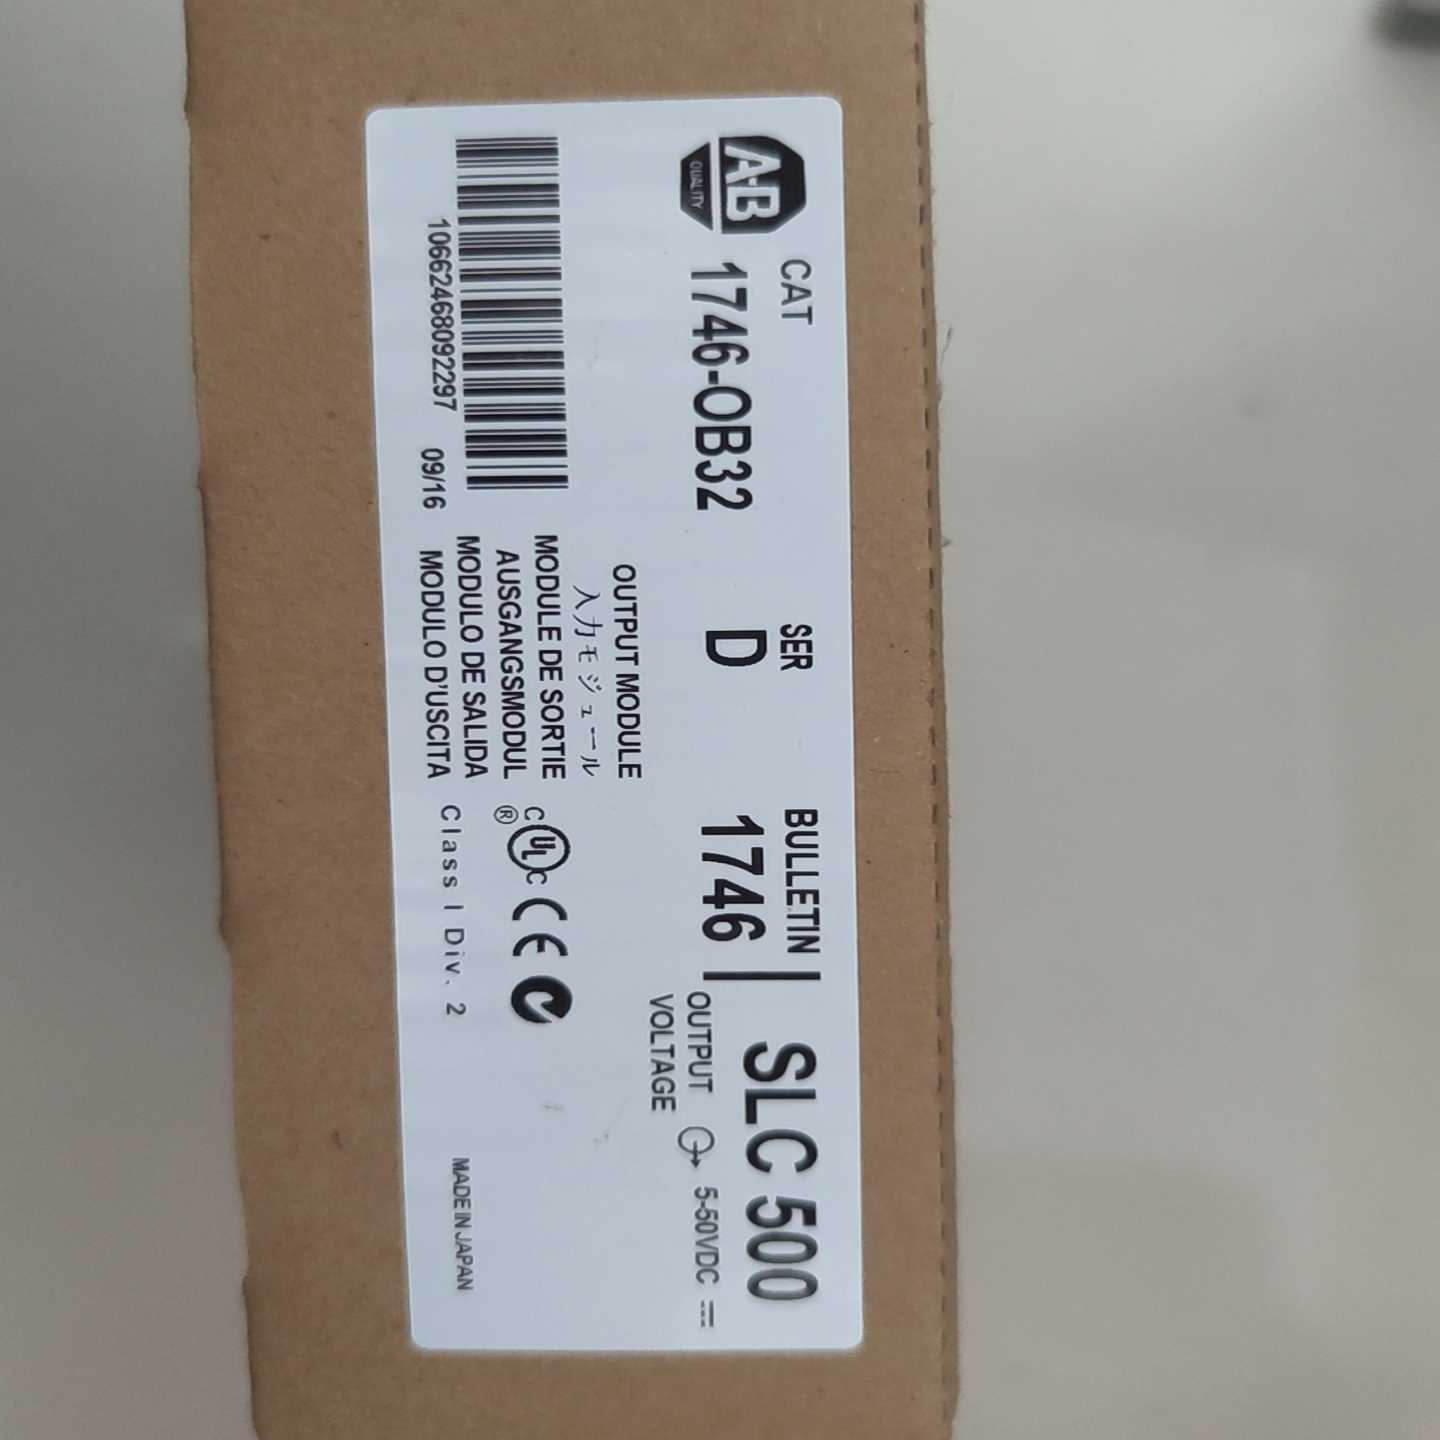 A-B
QUALITY
CAT
1746-OB32
SER
D
BULLETIN
1746
SLC 500
OUTPUT
VOLTAGE
5-50VDC
10662468092297
09/16
OUTPUT MODULE
入力モジュール
MODULE DE SORTIE
AUSGANGSMODUL
MODULO DE SALIDA
MODULO D'USCITA
C UL C
®
CE
Class I Div. 2
MADE IN JAPAN